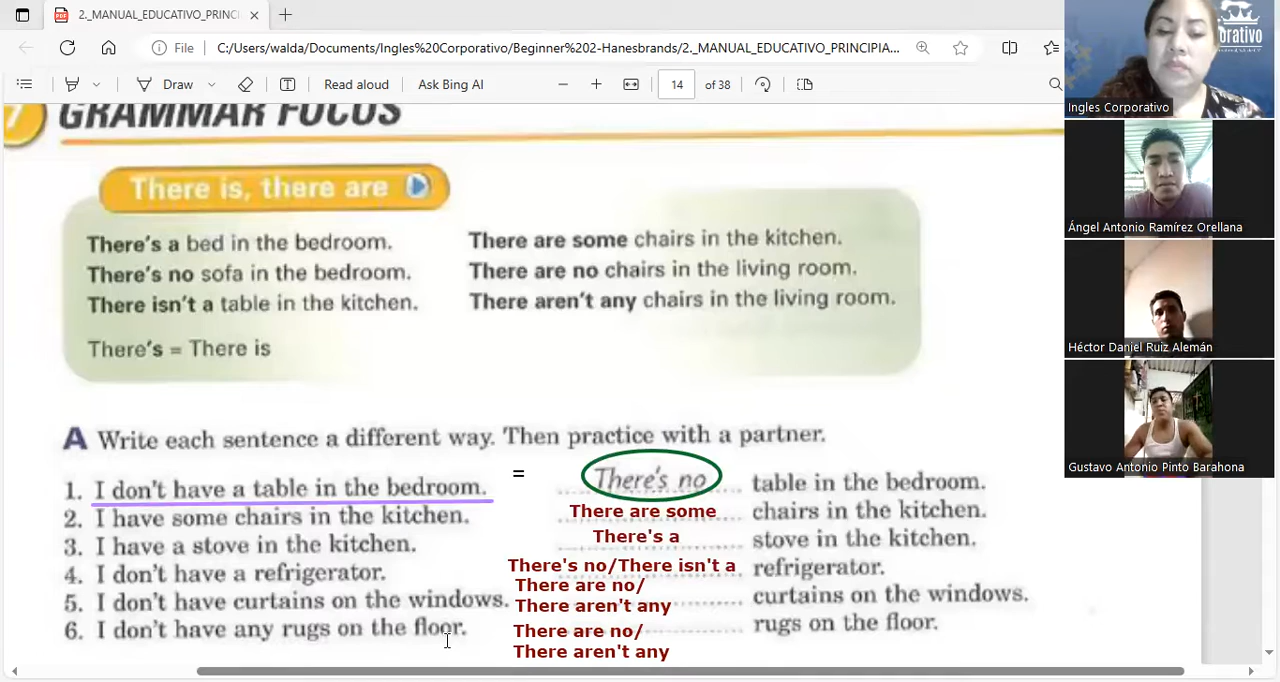 2._MANUAL_EDUCATIVO_PRINCI
File
C:/Users/walda/Documents/Ingles%20Corporativo/Beginner%202-Hanesbrands/2._MANUAL_EDUCATIVO_PRINCIPIA...
Draw
Read aloud
Ask Bing AI
14 of 38
7 GRAMMAR FOCUS
There is, there are
There's a bed in the bedroom.
There's no sofa in the bedroom.
There isn't a table in the kitchen.
There's = There is
There are some chairs in the kitchen.
There are no chairs in the living room.
There aren't any chairs in the living room.
A Write each sentence a different way. Then practice with a partner.
1. I don't have a table in the bedroom. = There's no table in the bedroom.
2. I have some chairs in the kitchen. There are some chairs in the kitchen.
3. I have a stove in the kitchen. There's a stove in the kitchen.
4. I don't have a refrigerator. There's no/There isn't a refrigerator.
5. I don't have curtains on the windows. There are no/ There aren't any curtains on the windows.
6. I don't have any rugs on the floor. There are no/ There aren't any rugs on the floor.
orativo
Ingles Corporativo
Ángel Antonio Ramírez Orellana
Héctor Daniel Ruiz Alemán
Gustavo Antonio Pinto Barahona